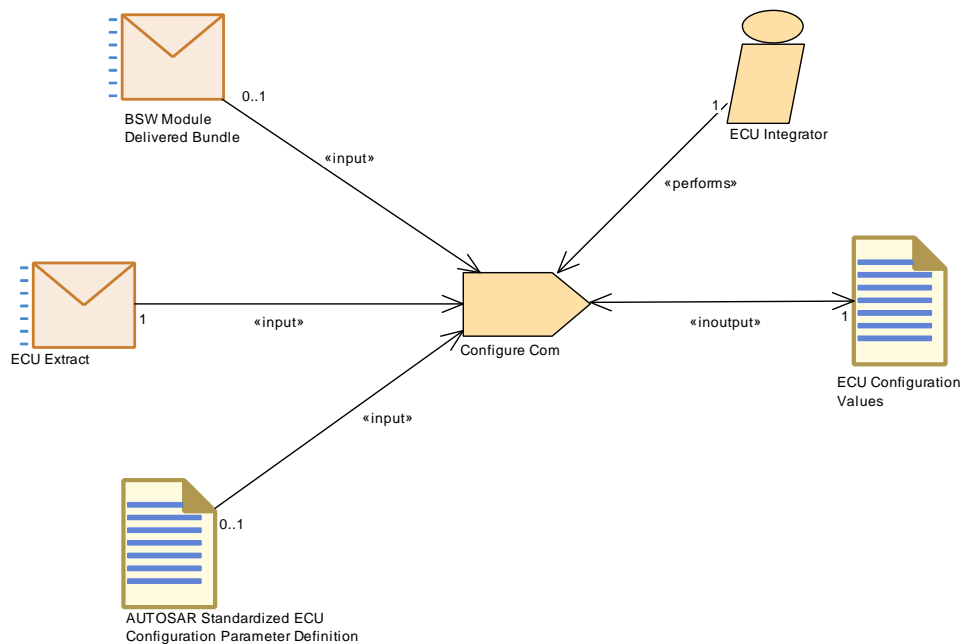 0..1
BSW Module
Delivered Bundle
1
ECU Integrator
«input»
«performs»
1
ECU Extract
«input»
Configure Com
«inoutput»
1
ECU Configuration
Values
«input»
0..1
AUTOSAR Standardized ECU
Configuration Parameter Definition